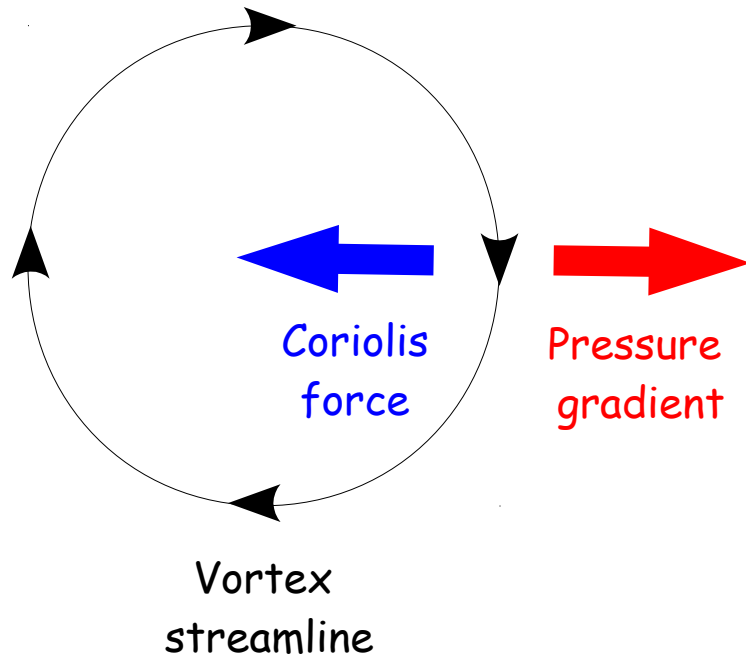 Coriolis
force
Pressure
gradient
Vortex
streamline